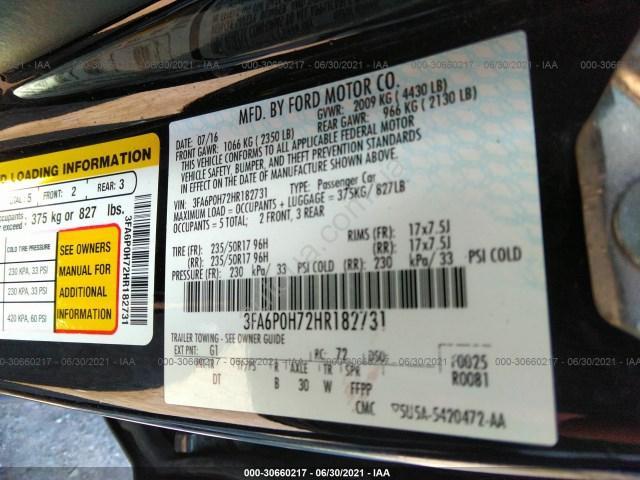 000-30660217 - 06/30/2021 - IAA
MFD. BY FORD MOTOR CO.
07/16
GVWR: 2009 KG ( 4430 LB)
FRONT GAWR: 1066 KG ( 2350 LB)
REAR GAWR: 966 KG ( 2130 LB)
THIS VEHICLE CONFORMS TO ALL APPLICABLE FEDERAL MOTOR
VEHICLE SAFETY, BUMPER, AND THEFT PREVENTION STANDARDS
IN EFFECT ON THE DATE OF MANUFACTURE SHOWN ABOVE.
VIN: 3FA6P0H72HR182731 TYPE: Passenger Car
MAXIMUM LOAD = OCCUPANTS + LUGGAGE = 375KG/ 827LB
OCCUPANTS = 5 TOTAL: 2 FRONT, 3 REAR
TIRE (FR): 235/50R17 96H RIMS (FR): 17x7.5J
(RR): 235/50R17 96H (RR): 17x7.5J
PRESSURE (FR): 230 kPa/ 33 PSI COLD (RR): 230 kPa/ 33 PSI COLD
3FA6P0H72HR182731
TRAILER TOWING - SEE OWNER GUIDE
EXT PNT: G1 RC: 72 DSO:
R AXLE TR SPR
DT B 30 W FFPP
F0025
R0081
CMC
5U5A-5420472-AA
LOADING INFORMATION
5 FRONT: 2 REAR: 3
exceed 375 kg or 827 lbs.
COLD TIRE PRESSURE
230 KPA, 33 PSI
230 KPA, 33 PSI
420 KPA, 60 PSI
SEE OWNERS
MANUAL FOR
ADDITIONAL
INFORMATION
3FA6P0H72HR182731
000-30660217 - 06/30/2021 - IAA